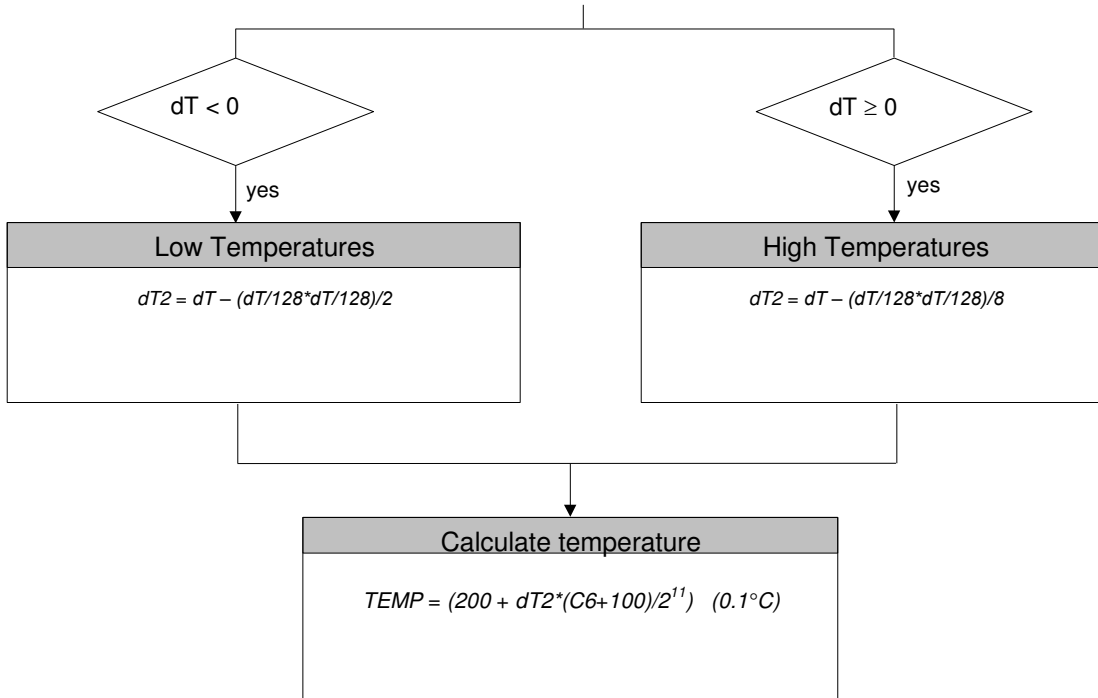 dT < 0
dT ≥ 0
yes
yes
Low Temperatures
High Temperatures
dT2 = dT – (dT/128*dT/128)/2
dT2 = dT – (dT/128*dT/128)/8
Calculate temperature
TEMP = (200 + dT2*(C6+100)/2¹¹) (0.1°C)